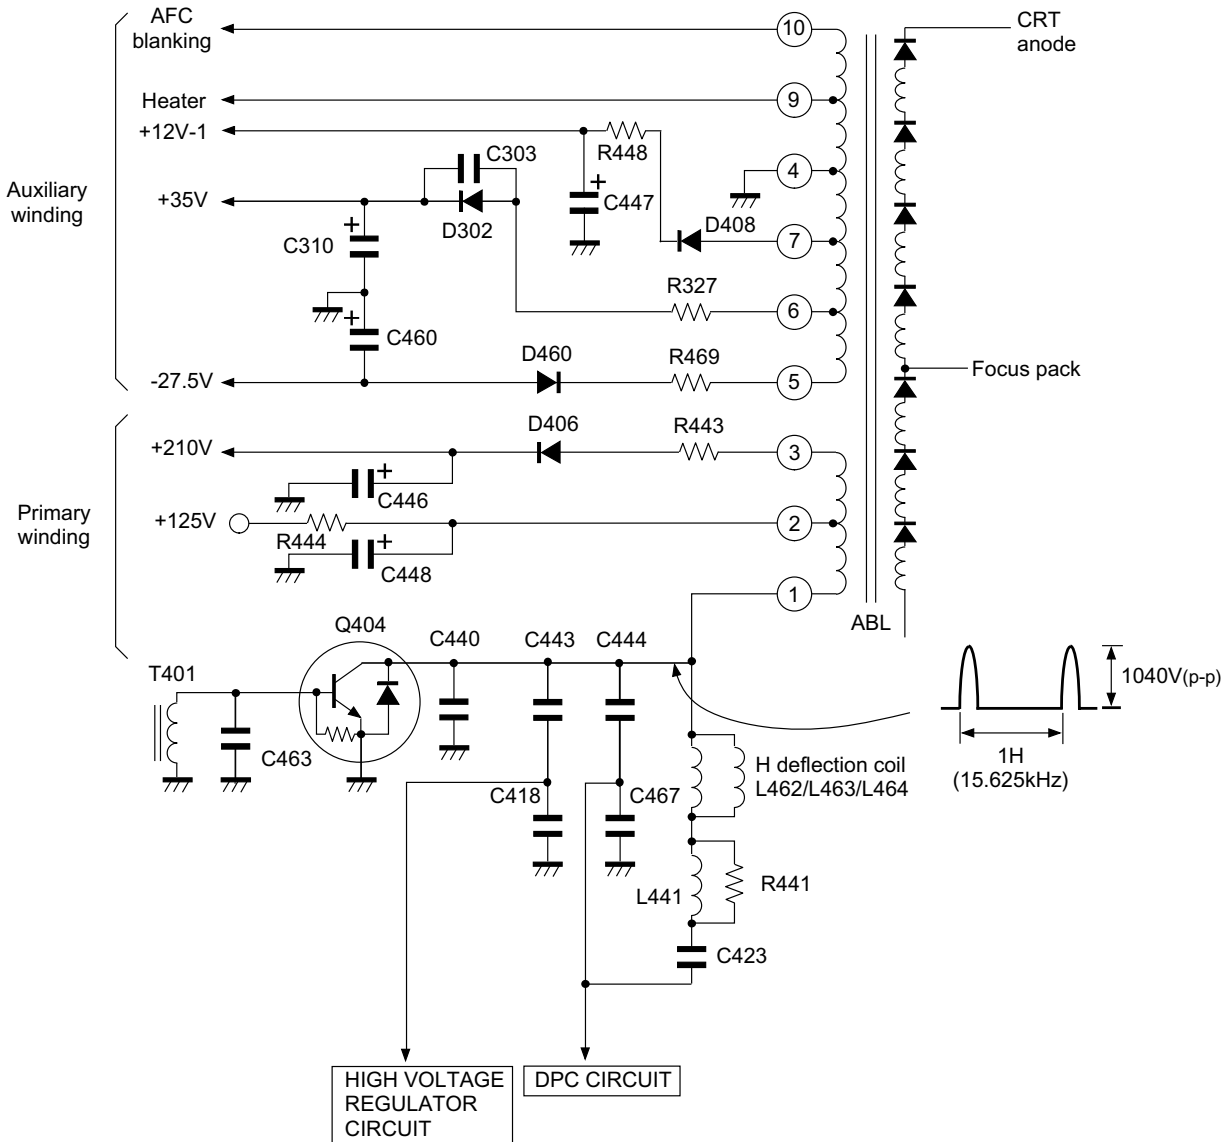 AFC
blanking
10
CRT
anode
Heater
9
+12V-1
R448
C303
4
Auxiliary
winding
+35V
C447
D302
D408
7
C310
R327
6
C460
D460
R469
Focus pack
-27.5V
5
D406
R443
+210V
3
C446
Primary
winding
+125V
2
R444
C448
1
ABL
Q404
C440
C443
C444
T401
1040V(p-p)
C463
1H
(15.625kHz)
H deflection coil
L462/L463/L464
C418
C467
L441
R441
C423
HIGH VOLTAGE
REGULATOR
CIRCUIT
DPC CIRCUIT